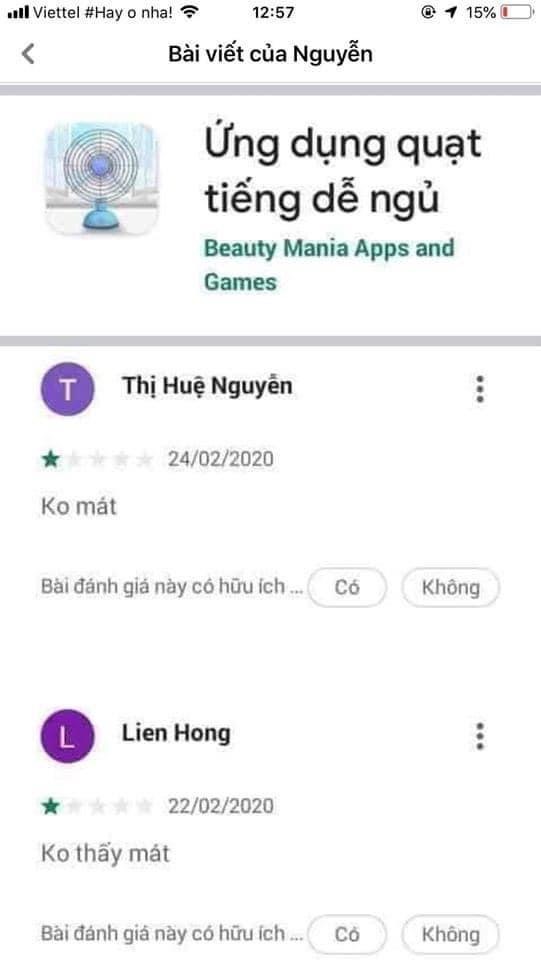 Viettel #Hay o nha! 12:57 15%
Bài viết của Nguyễn
Ứng dụng quạt
tiếng dễ ngủ
Beauty Mania Apps and
Games
T Thị Huệ Nguyễn
24/02/2020
Ko mát
Bài đánh giá này có hữu ích ... Có Không
L Lien Hong
22/02/2020
Ko thấy mát
Bài đánh giá này có hữu ích ... Có Không